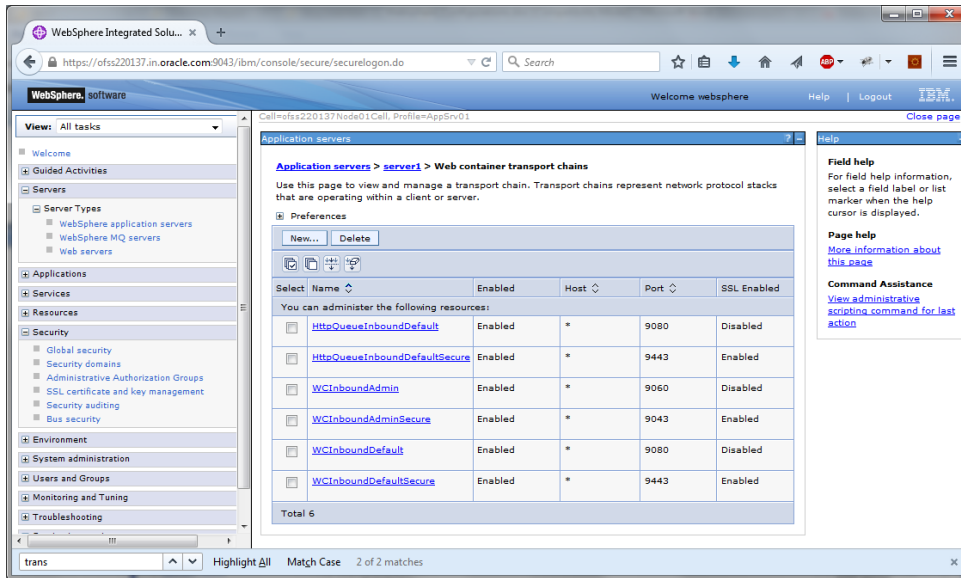 WebSphere Integrated Solu... × +
https://ofss220137.in.oracle.com:9043/ibm/console/secure/securelogon.do
Search
ABP
WebSphere. software
Welcome websphere
Help | Logout
IBM.
Cell=ofss220137Node01Cell, Profile=AppSrv01
Close page
View: All tasks
Welcome
Guided Activities
Servers
Server Types
WebSphere application servers
WebSphere MQ servers
Web servers
Applications
Services
Resources
Security
Global security
Security domains
Administrative Authorization Groups
SSL certificate and key management
Security auditing
Bus security
Environment
System administration
Users and Groups
Monitoring and Tuning
Troubleshooting
Application servers
? -
Application servers > server1 > Web container transport chains
Use this page to view and manage a transport chain. Transport chains represent network protocol stacks
that are operating within a client or server.
Preferences
New... Delete
Select Name Enabled Host Port SSL Enabled
You can administer the following resources:
HttpQueueInboundDefault Enabled * 9080 Disabled
HttpQueueInboundDefaultSecure Enabled * 9443 Enabled
WCInboundAdmin Enabled * 9060 Disabled
WCInboundAdminSecure Enabled * 9043 Enabled
WCInboundDefault Enabled * 9080 Disabled
WCInboundDefaultSecure Enabled * 9443 Enabled
Total 6
Help
Field help
For field help information,
select a field label or list
marker when the help
cursor is displayed.
Page help
More information about
this page
Command Assistance
View administrative
scripting command for last
action
trans
Highlight All Match Case 2 of 2 matches ×